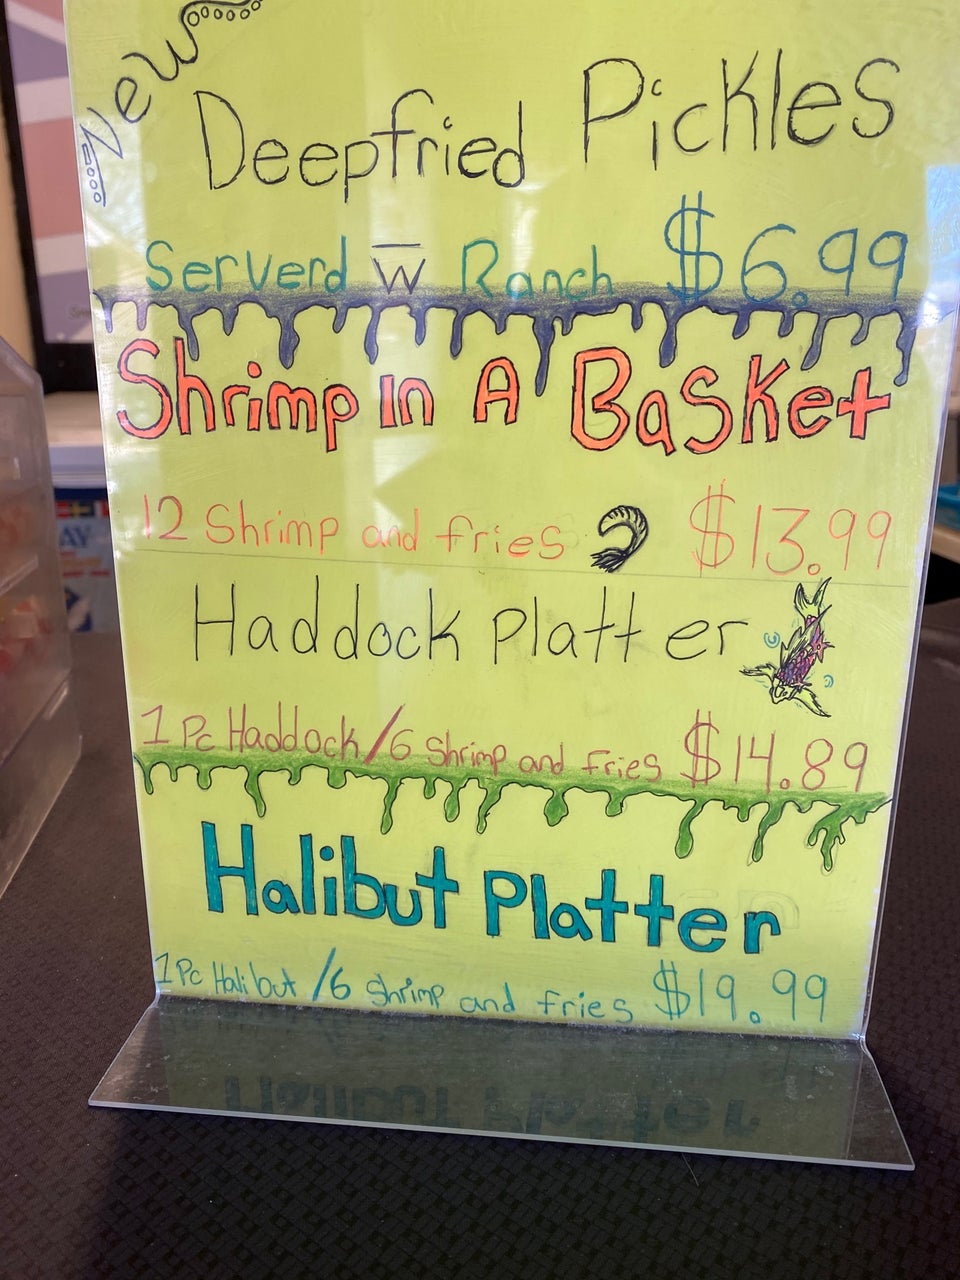 New
Deepfried Pickles
Serverd w̅ Ranch $6.99
Shrimp In A Basket
12 Shrimp and fries $13.99
Haddock Platter
1 Pc Haddock/6 Shrimp and Fries $14.89
Halibut Platter
1 Pc Halibut/6 Shrimp and fries $19.99